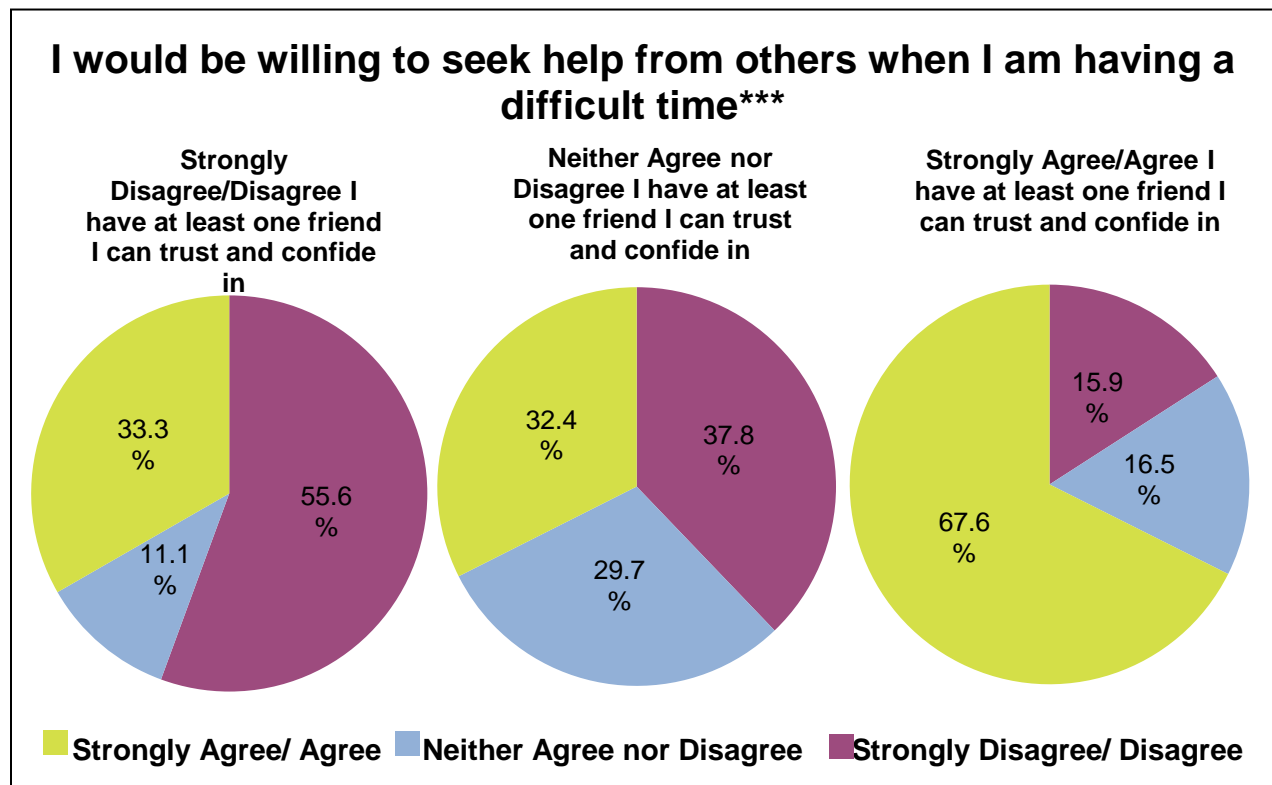 I would be willing to seek help from others when I am having a
difficult time***
Strongly
Disagree/Disagree I
have at least one friend
I can trust and confide
in
Neither Agree nor
Disagree I have at least
one friend I can trust
and confide in
Strongly Agree/Agree I
have at least one friend I
can trust and confide in
33.3
%
11.1
%
55.6
%
32.4
%
37.8
%
29.7
%
15.9
%
16.5
%
67.6
%
Strongly Agree/ Agree
Neither Agree nor Disagree
Strongly Disagree/ Disagree